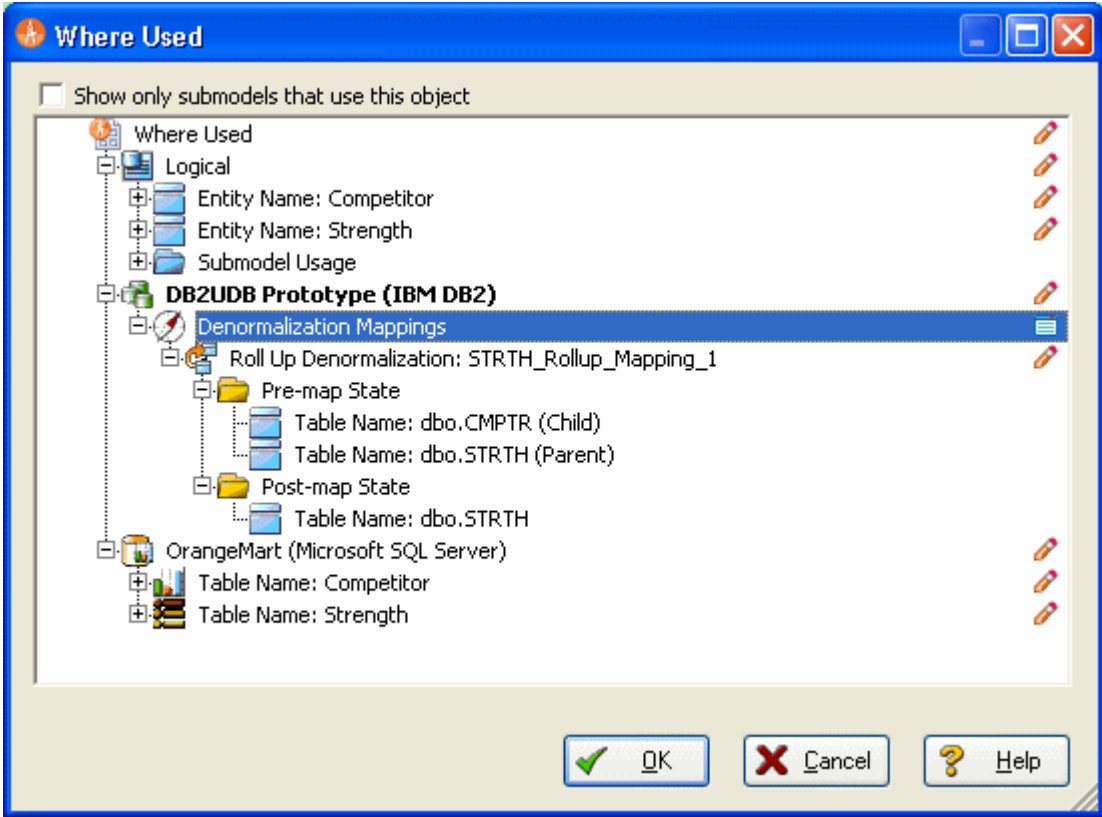 Where Used
Show only submodels that use this object
Where Used
Logical
Entity Name: Competitor
Entity Name: Strength
Submodel Usage
DB2UDB Prototype (IBM DB2)
Denormalization Mappings
Roll Up Denormalization: STRTH_Rollup_Mapping_1
Pre-map State
Table Name: dbo.CMPTR (Child)
Table Name: dbo.STRTH (Parent)
Post-map State
Table Name: dbo.STRTH
OrangeMart (Microsoft SQL Server)
Table Name: Competitor
Table Name: Strength
OK Cancel Help